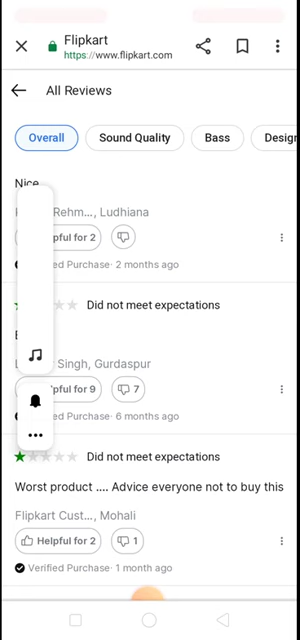 Flipkart
https://www.flipkart.com
All Reviews
Overall Sound Quality Bass Design
Nice
Rehm..., Ludhiana
pful for 2
ed Purchase · 2 months ago
Did not meet expectations
Singh, Gurdaspur
pful for 9 7
ed Purchase · 6 months ago
Did not meet expectations
Worst product .... Advice everyone not to buy this
Flipkart Cust..., Mohali
Helpful for 2 1
Verified Purchase · 1 month ago